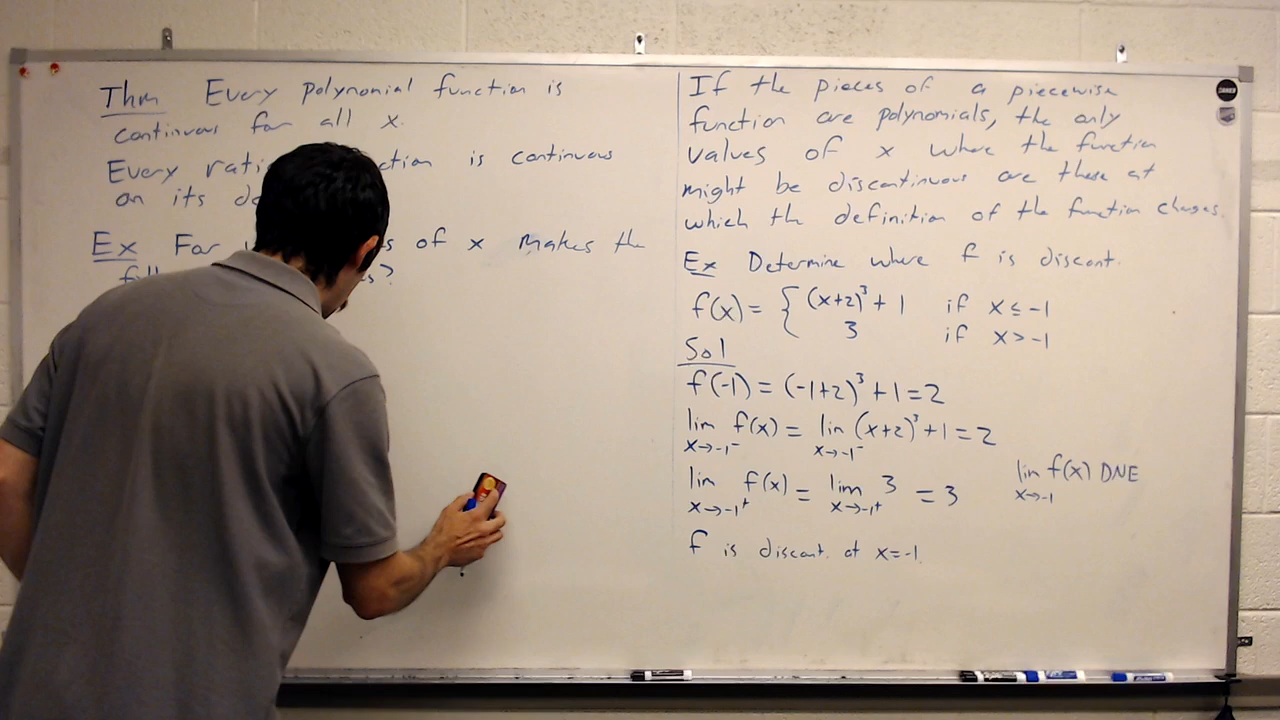 Thm Every polynomial function is
continuous for all x.
Every function is continuous
on its
Ex For of x makes the
If the pieces of a piecewise
function are polynomials, the only
values of x where the function
might be discontinuous are these at
which the definition of the function changes.
Ex Determine where f is discont.
f(x) = { (x+2)³ + 1 if x ≤ -1
3 if x > -1
Sol
f(-1) = (-1+2)³ + 1 = 2
lim f(x) = lim (x+2)³ + 1 = 2
x→-1⁻ x→-1⁻
lim f(x) = lim 3 = 3 lim f(x) DNE
x→-1⁺ x→-1⁺ x→-1
f is discont. at x=-1